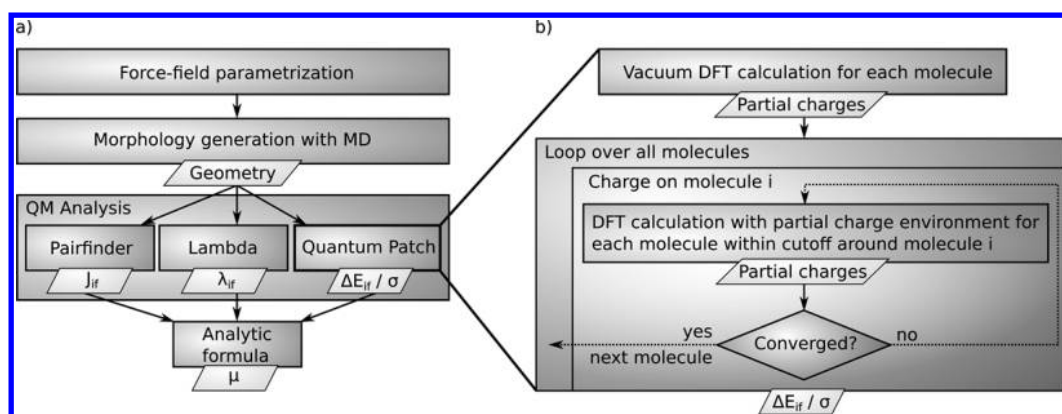 a)
Force-field parametrization
Morphology generation with MD
Geometry
QM Analysis
Pairfinder
Lambda
Quantum Patch
J_if
λ_if
ΔE_if / σ
Analytic
formula
μ
b)
Vacuum DFT calculation for each molecule
Partial charges
Loop over all molecules
Charge on molecule i
DFT calculation with partial charge environment for
each molecule within cutoff around molecule i
Partial charges
Converged?
yes
no
next molecule
ΔE_if / σ